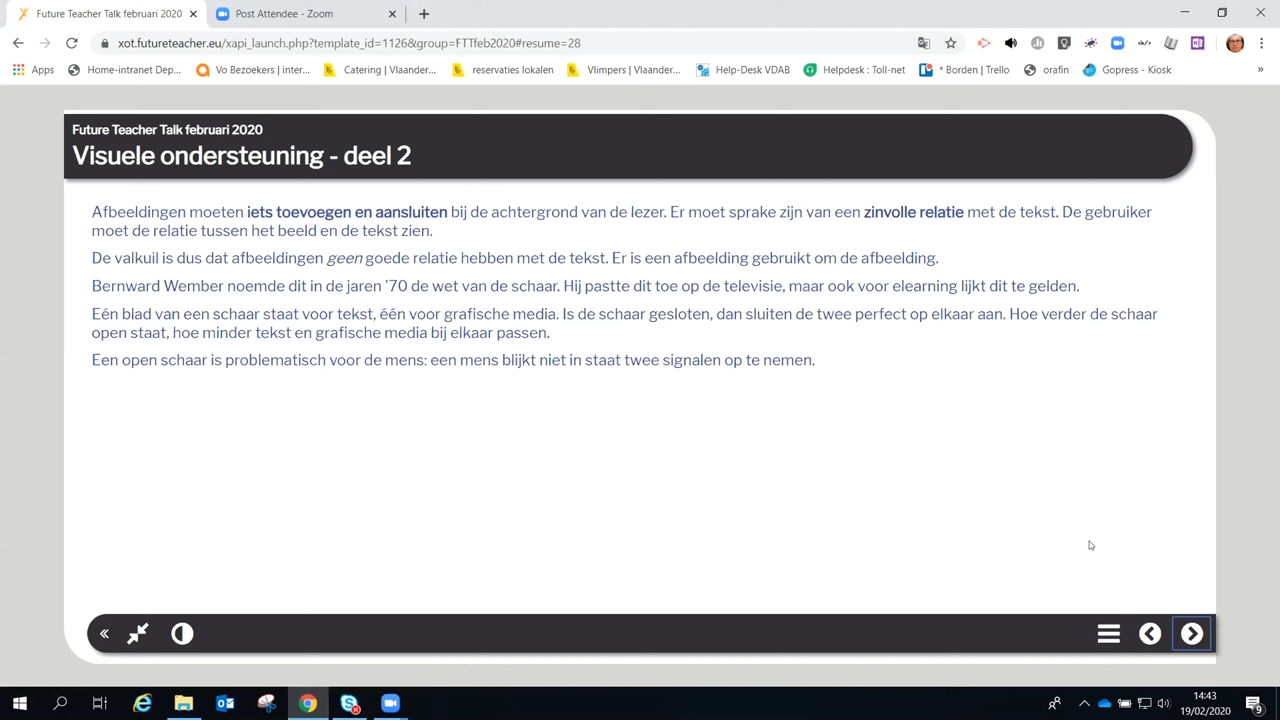 Future Teacher Talk februari 2020
Post Attendee - Zoom
xot.futureteacher.eu/xapi_launch.php?template_id=1126&group=FTTfeb2020#resume=28
Apps
Home-intranet Dep...
Vo Bezoekers | inter...
Catering | Vlaander...
reservaties lokalen
Vlimpers | Vlaander...
Help-Desk VDAB
Helpdesk : Toll-net
* Borden | Trello
orafin
Gopress - Kiosk
»
Future Teacher Talk februari 2020
Visuele ondersteuning - deel 2
Afbeeldingen moeten iets toevoegen en aansluiten bij de achtergrond van de lezer. Er moet sprake zijn van een zinvolle relatie met de tekst. De gebruiker
moet de relatie tussen het beeld en de tekst zien.
De valkuil is dus dat afbeeldingen geen goede relatie hebben met de tekst. Er is een afbeelding gebruikt om de afbeelding.
Bernward Wember noemde dit in de jaren '70 de wet van de schaar. Hij pastte dit toe op de televisie, maar ook voor elearning lijkt dit te gelden.
Eén blad van een schaar staat voor tekst, één voor grafische media. Is de schaar gesloten, dan sluiten de twee perfect op elkaar aan. Hoe verder de schaar
open staat, hoe minder tekst en grafische media bij elkaar passen.
Een open schaar is problematisch voor de mens: een mens blijkt niet in staat twee signalen op te nemen.
14:43
19/02/2020
9